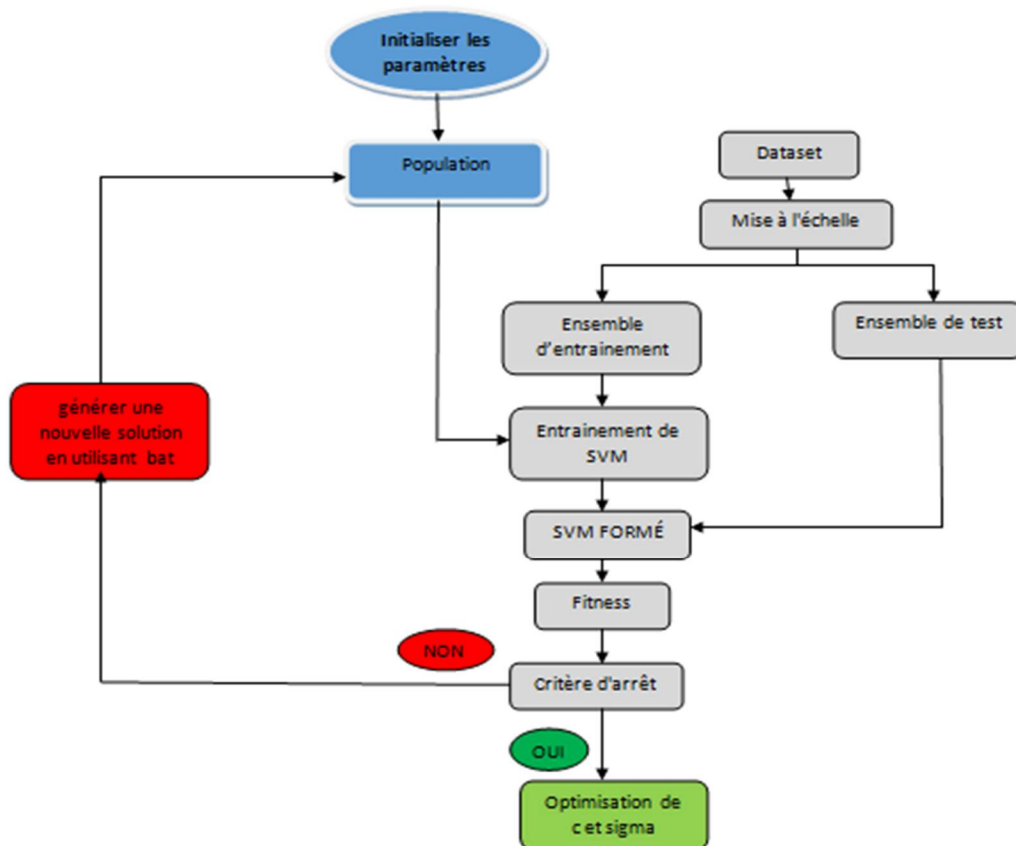 Initialiser les
paramètres
Population
Dataset
Mise à l'échelle
Ensemble
d'entrainement
Ensemble de test
générer une
nouvelle solution
en utilisant bat
Entrainement de
SVM
SVM FORMÉ
Fitness
NON
Critère d'arrêt
OUI
Optimisation de
c et sigma